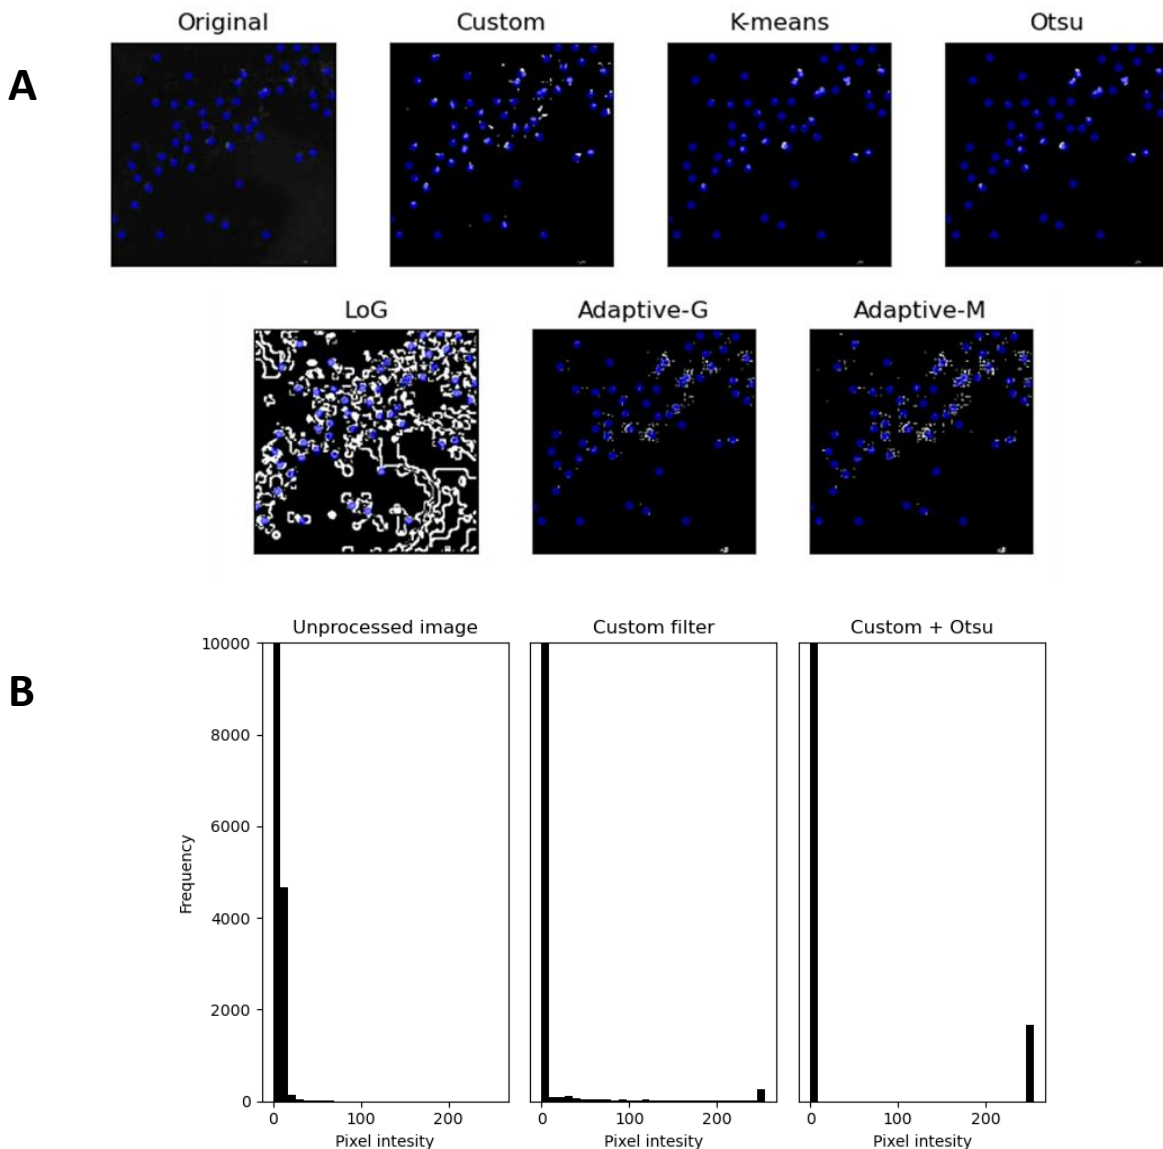 Original Custom K-means Otsu
A
LoG Adaptive-G Adaptive-M
B
Unprocessed image Custom filter Custom + Otsu
10000
8000
6000
4000
2000
0
Frequency
0 100 200 0 100 200 0 100 200
Pixel intesity Pixel intesity Pixel intesity